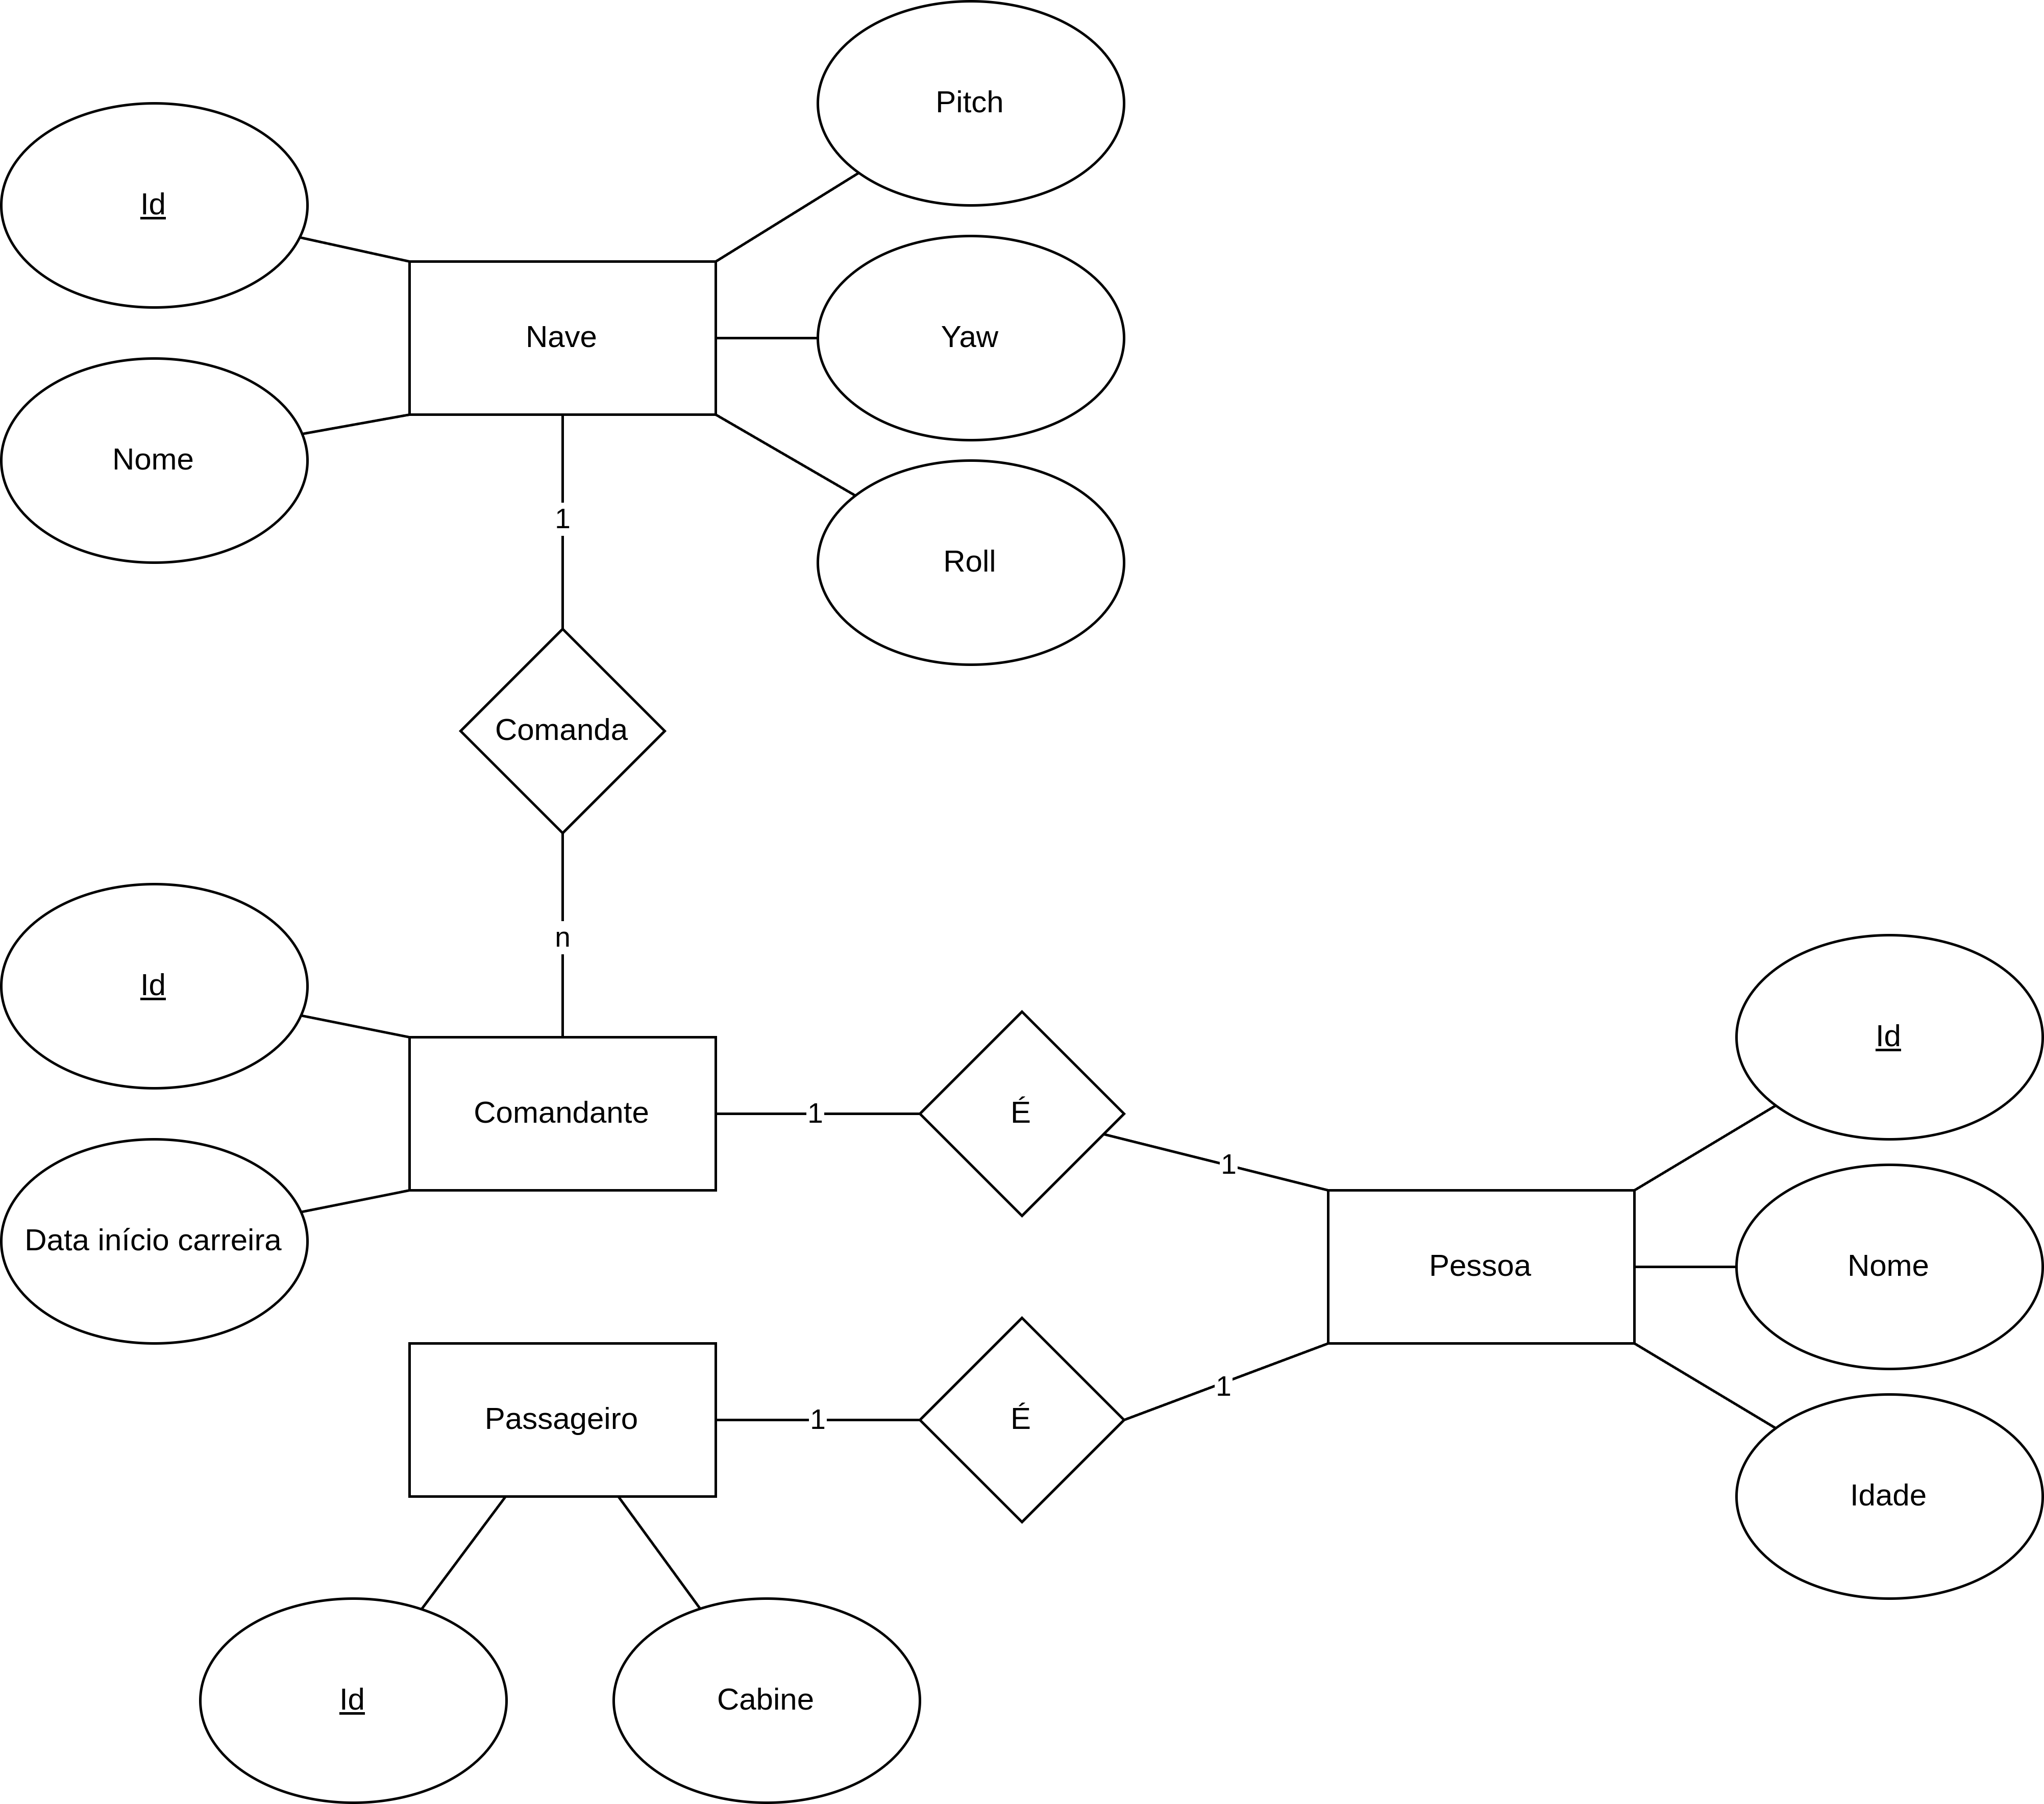 Pitch
Id
Nave
Yaw
Nome
1
Roll
Comanda
n
Id
Id
Comandante
1
É
1
Data início carreira
Pessoa
Nome
1
Passageiro
1
É
Idade
Id
Cabine